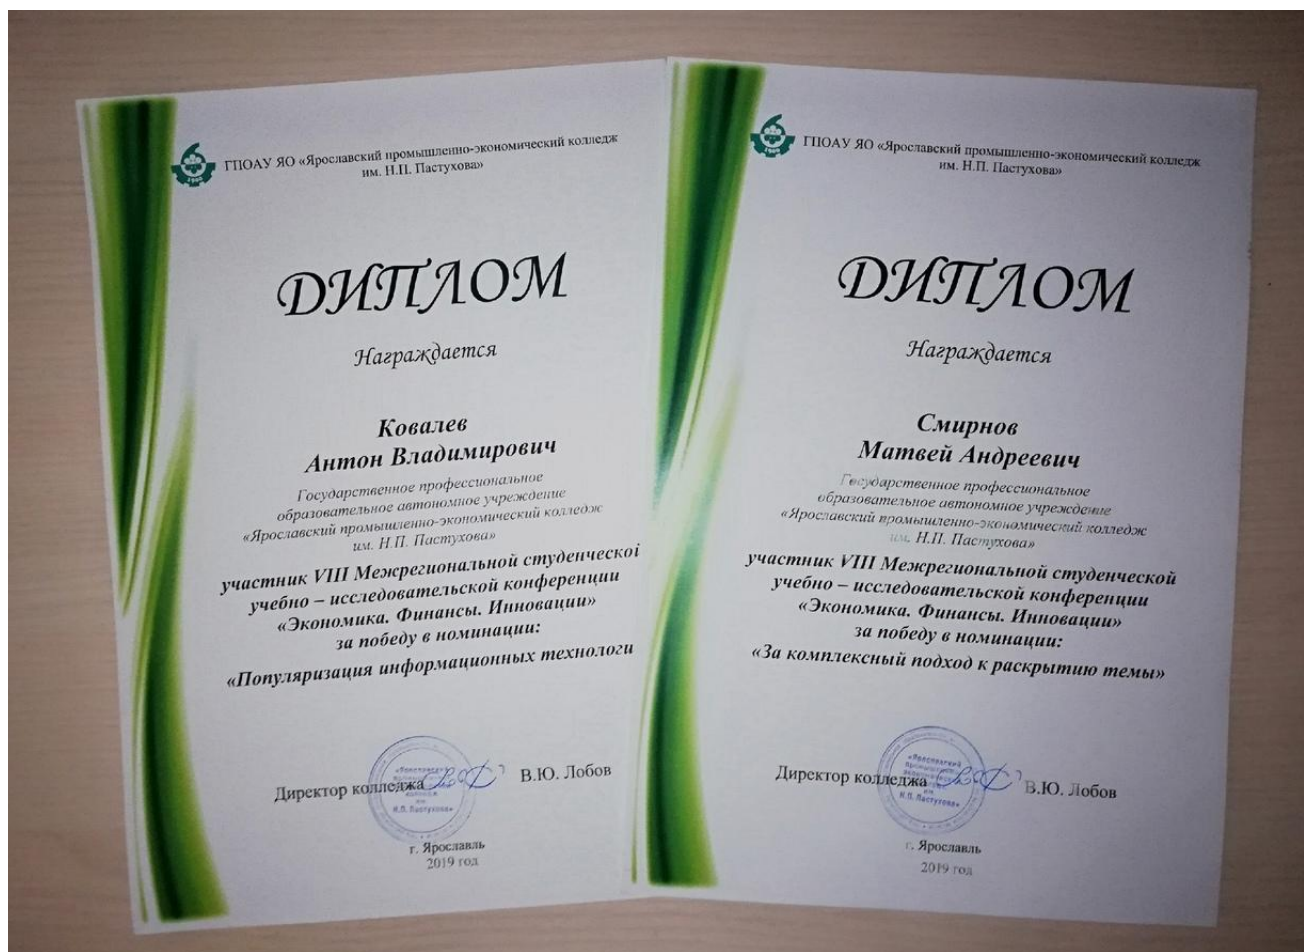 ГПОАУ ЯО «Ярославский промышленно-экономический колледж
им. Н.П. Пастухова»
ДИПЛОМ
Награждается
Ковалев
Антон Владимирович
Государственное профессиональное
образовательное автономное учреждение
«Ярославский промышленно-экономический колледж
им. Н.П. Пастухова»
участник VIII Межрегиональной студенческой
учебно – исследовательской конференции
«Экономика. Финансы. Инновации»
за победу в номинации:
«Популяризация информационных технологи
Директор колледжа В.Ю. Лобов
г. Ярославль
2019 год
ГПОАУ ЯО «Ярославский промышленно-экономический колледж
им. Н.П. Пастухова»
ДИПЛОМ
Награждается
Смирнов
Матвей Андреевич
Государственное профессиональное
образовательное автономное учреждение
«Ярославский промышленно-экономический колледж
им. Н.П. Пастухова»
участник VIII Межрегиональной студенческой
учебно – исследовательской конференции
«Экономика. Финансы. Инновации»
за победу в номинации:
«За комплексный подход к раскрытию темы»
Директор колледжа В.Ю. Лобов
г. Ярославль
2019 год